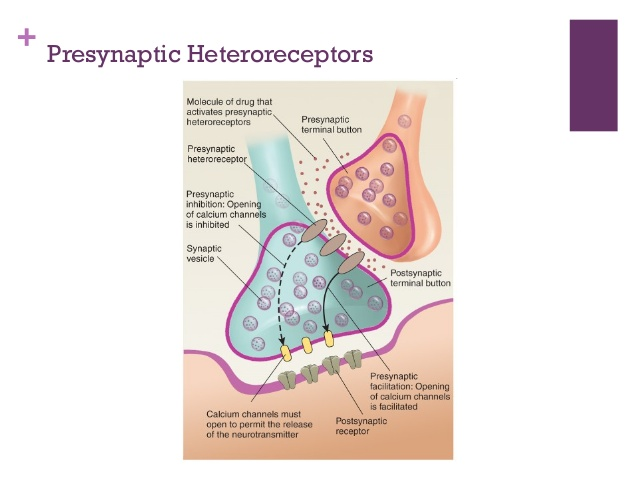 +
Presynaptic Heteroreceptors
Molecule of drug that
activates presynaptic
heteroreceptors
Presynaptic
terminal button
Presynaptic
heteroreceptor
Presynaptic
inhibition: Opening
of calcium channels
is inhibited
Synaptic
vesicle
Postsynaptic
terminal button
Presynaptic
facilitation: Opening
of calcium channels
is facilitated
Calcium channels must
open to permit the release
of the neurotransmitter
Postsynaptic
receptor